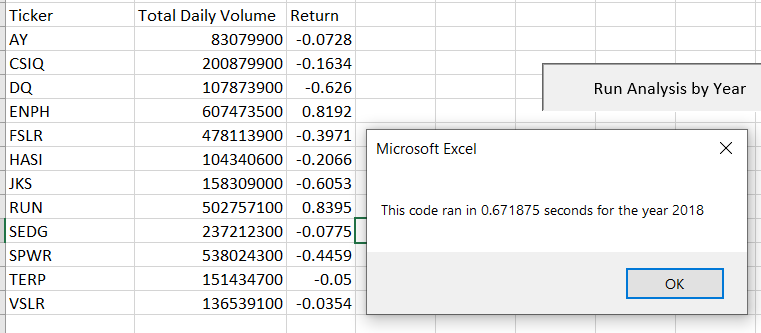 Ticker Total Daily Volume Return
AY 83079900 -0.0728
CSIQ 200879900 -0.1634
DQ 107873900 -0.626
ENPH 607473500 0.8192
FSLR 478113900 -0.3971
HASI 104340600 -0.2066
JKS 158309000 -0.6053
RUN 502757100 0.8395
SEDG 237212300 -0.0775
SPWR 538024300 -0.4459
TERP 151434700 -0.05
VSLR 136539100 -0.0354
Run Analysis by Year
Microsoft Excel
This code ran in 0.671875 seconds for the year 2018
OK